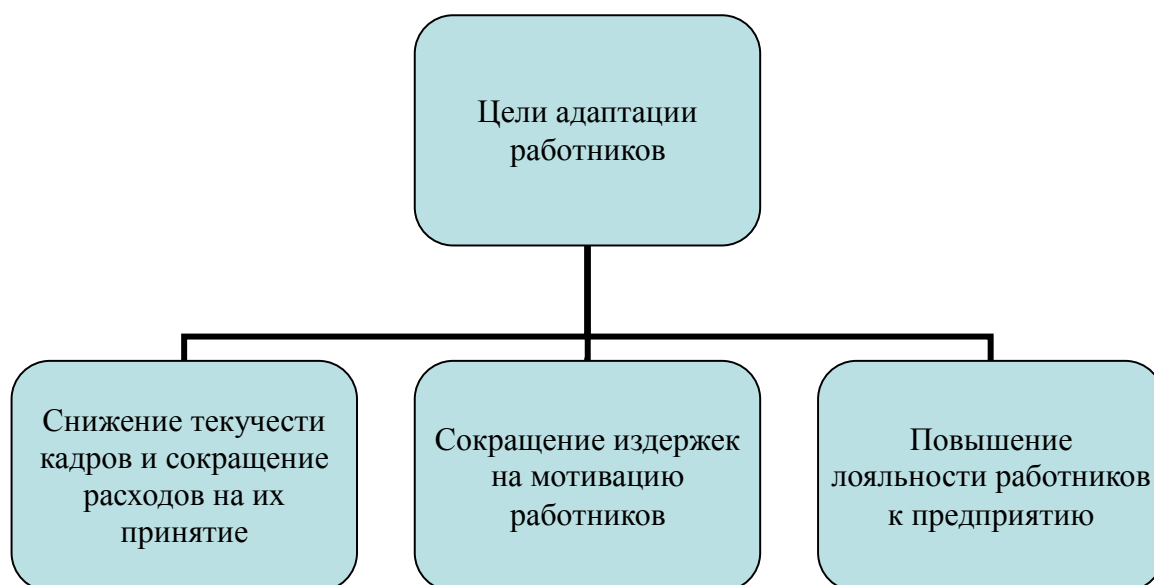 Цели адаптации
работников
Снижение текучести
кадров и сокращение
расходов на их
принятие
Сокращение издержек
на мотивацию
работников
Повышение
лояльности работников
к предприятию